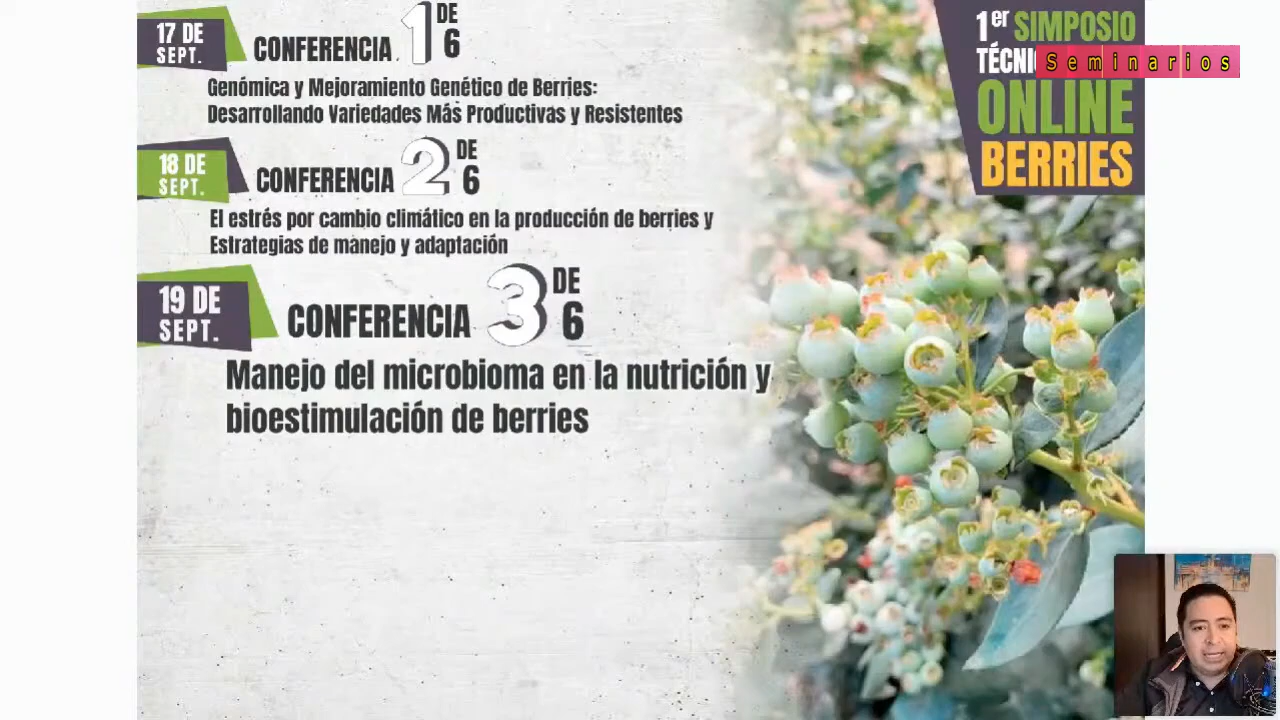 17 DE
SEPT.
CONFERENCIA 1 DE 6
Genómica y Mejoramiento Genético de Berries:
Desarrollando Variedades Más Productivas y Resistentes
18 DE
SEPT.
CONFERENCIA 2 DE 6
El estrés por cambio climático en la producción de berries y
Estrategias de manejo y adaptación
19 DE
SEPT.
CONFERENCIA 3 DE 6
Manejo del microbioma en la nutrición y
bioestimulación de berries
1er SIMPOSIO
Seminarios
ONLINE
BERRIES